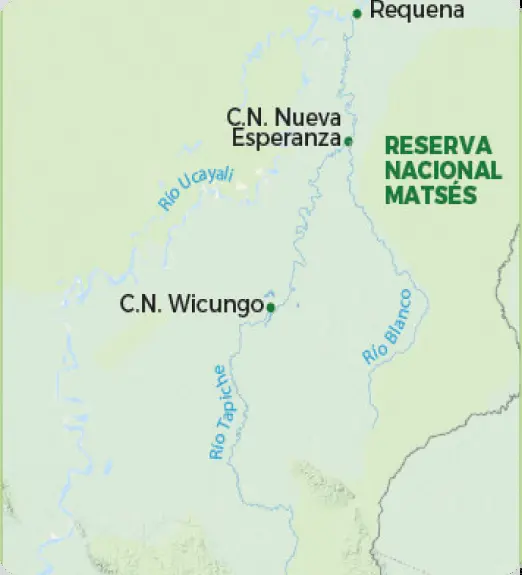 Requena
C.N. Nueva
Esperanza
RESERVA
NACIONAL
MATSÉS
Río Ucayali
C.N. Wicungo
Río Blanco
Río Tapiche